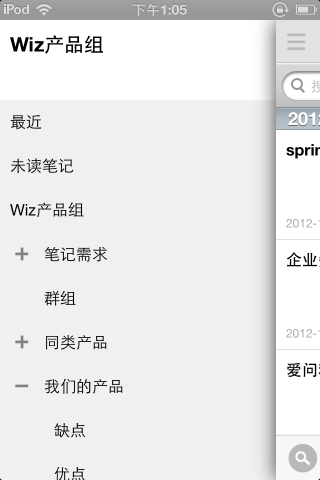 iPod 下午1:05
Wiz产品组
最近
未读笔记
Wiz产品组
笔记需求
群组
同类产品
我们的产品
缺点
优点
搜
2012
sprin
2012-1
企业
2012-1
爱问